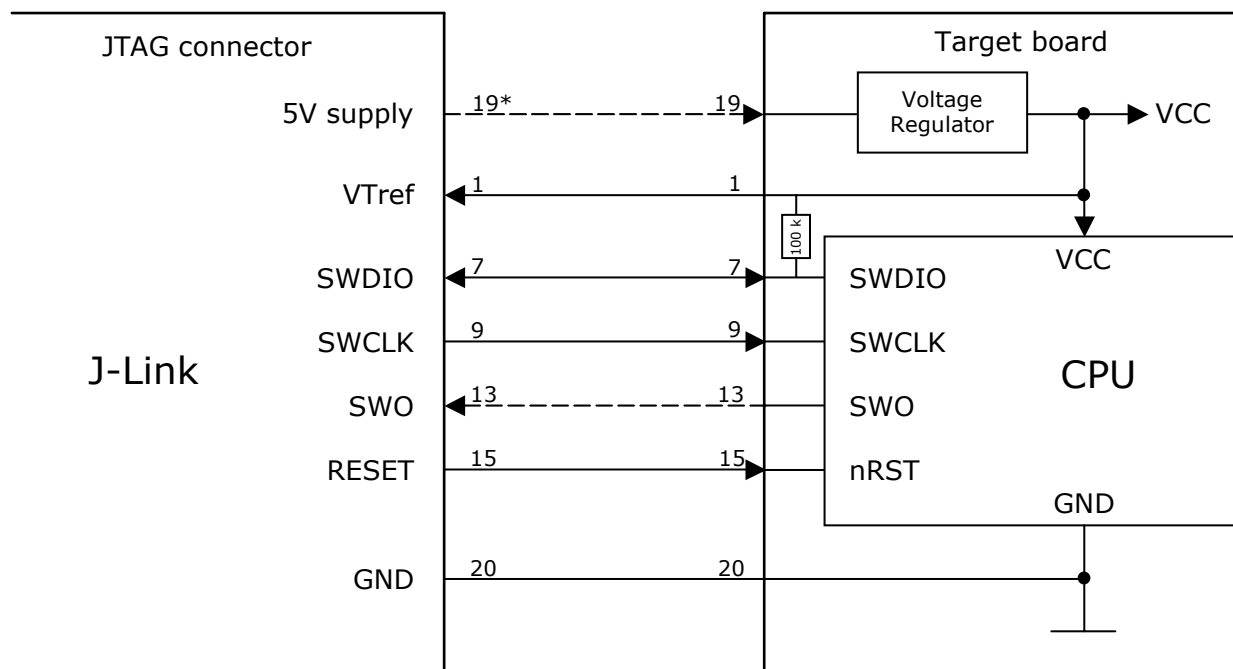 JTAG connector
Target board
5V supply
19*
19
Voltage
Regulator
VCC
VTref
1
1
100 k
VCC
SWDIO
7
7
SWDIO
SWCLK
9
9
SWCLK
J-Link
CPU
SWO
13
13
SWO
RESET
15
15
nRST
GND
GND
20
20